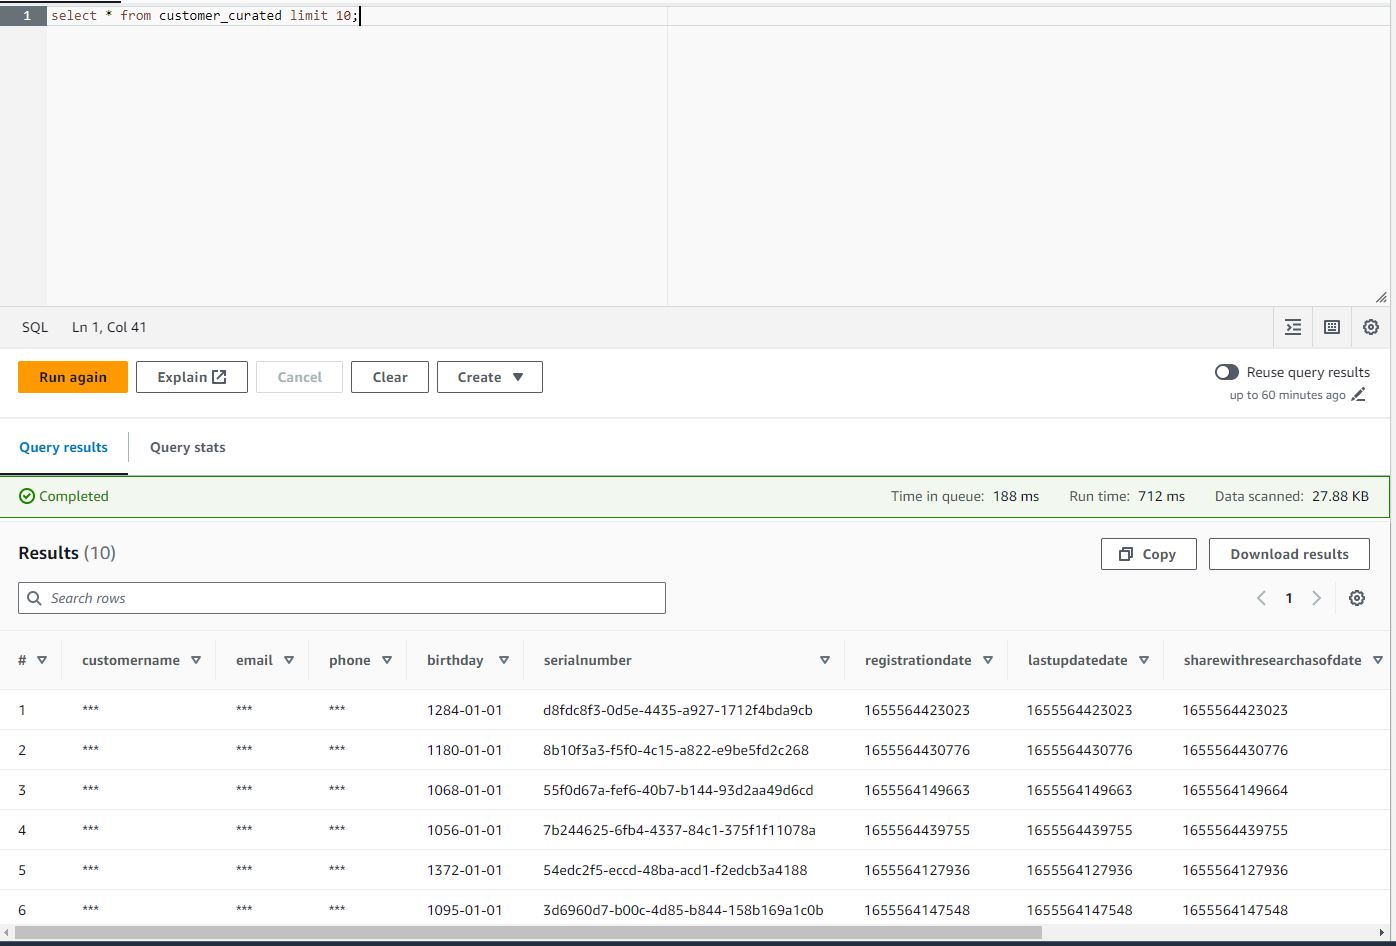 1 select * from customer_curated limit 10;
SQL Ln 1, Col 41
Run again Explain Cancel Clear Create Reuse query results
up to 60 minutes ago
Query results Query stats
Completed Time in queue: 188 ms Run time: 712 ms Data scanned: 27.88 KB
Results (10) Copy Download results
Search rows 1
# customername email phone birthday serialnumber registrationdate lastupdatedate sharewithresearchasofdate
1 *** *** *** 1284-01-01 d8fdc8f3-0d5e-4435-a927-1712f4bda9cb 1655564423023 1655564423023 1655564423023
2 *** *** *** 1180-01-01 8b10f3a3-f5f0-4c15-a822-e9be5fd2c268 1655564430776 1655564430776 1655564430776
3 *** *** *** 1068-01-01 55f0d67a-fef6-40b7-b144-93d2aa49d6cd 1655564149663 1655564149663 1655564149664
4 *** *** *** 1056-01-01 7b244625-6fb4-4337-84c1-375f1f11078a 1655564439755 1655564439755 1655564439755
5 *** *** *** 1372-01-01 54edc2f5-eccd-48ba-acd1-f2edcb3a4188 1655564127936 1655564127936 1655564127936
6 *** *** *** 1095-01-01 3d6960d7-b00c-4d85-b844-158b169a1c0b 1655564147548 1655564147548 1655564147548